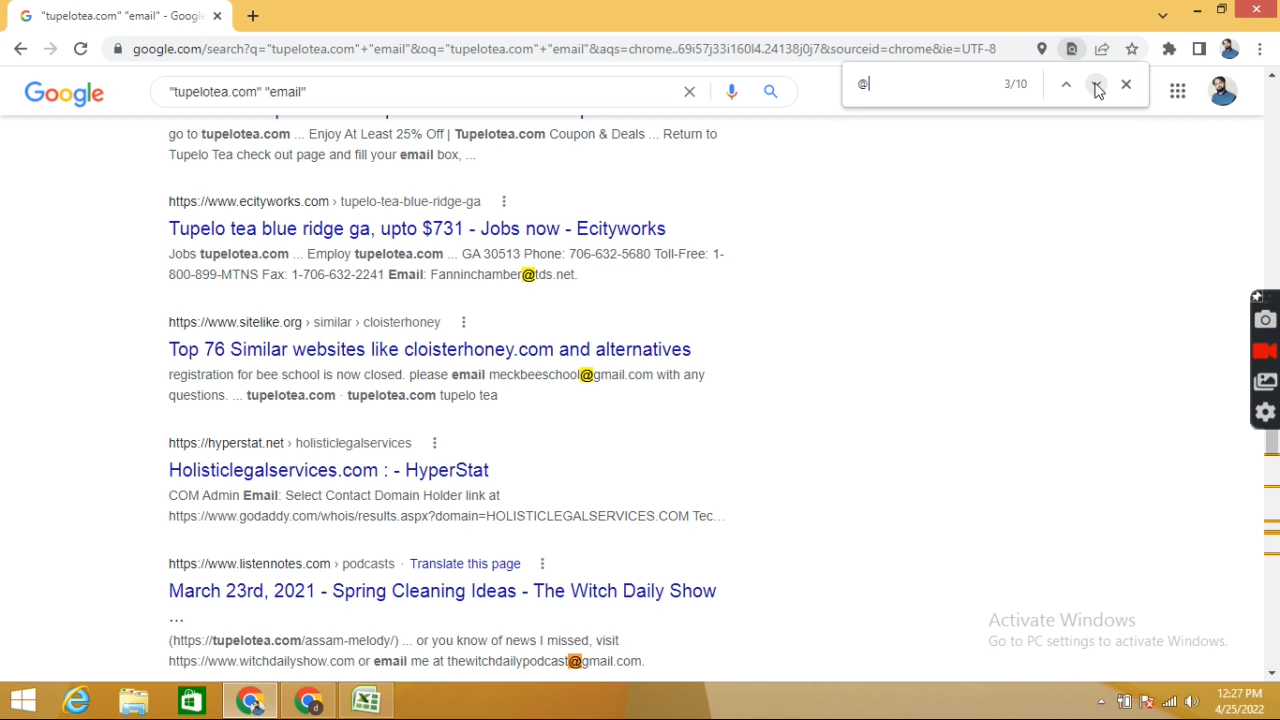 "tupelotea.com" "email" - Googl
google.com/search?q="tupelotea.com"+"email"&oq="tupelotea.com"+"email"&aqs=chrome..69i57j33i160l4.24138j0j7&sourceid=chrome&ie=UTF-8
@ 3/10
Google "tupelotea.com" "email"
go to tupelotea.com ... Enjoy At Least 25% Off | Tupelotea.com Coupon & Deals ... Return to
Tupelo Tea check out page and fill your email box, ...
https://www.ecityworks.com › tupelo-tea-blue-ridge-ga
Tupelo tea blue ridge ga, upto $731 - Jobs now - Ecityworks
Jobs tupelotea.com ... Employ tupelotea.com ... GA 30513 Phone: 706-632-5680 Toll-Free: 1-
800-899-MTNS Fax: 1-706-632-2241 Email: Fanninchamber@tds.net.
https://www.sitelike.org › similar › cloisterhoney
Top 76 Similar websites like cloisterhoney.com and alternatives
registration for bee school is now closed. please email meckbeeschool@gmail.com with any
questions. ... tupelotea.com · tupelotea.com tupelo tea
https://hyperstat.net › holisticlegalservices
Holisticlegalservices.com : - HyperStat
COM Admin Email: Select Contact Domain Holder link at
https://www.godaddy.com/whois/results.aspx?domain=HOLISTICLEGALSERVICES.COM Tec...
https://www.listennotes.com › podcasts · Translate this page
March 23rd, 2021 - Spring Cleaning Ideas - The Witch Daily Show
...
(https://tupelotea.com/assam-melody/) ... or you know of news I missed, visit
https://www.witchdailyshow.com or email me at thewitchdailypodcast@gmail.com.
Activate Windows
Go to PC settings to activate Windows.
12:27 PM
4/25/2022